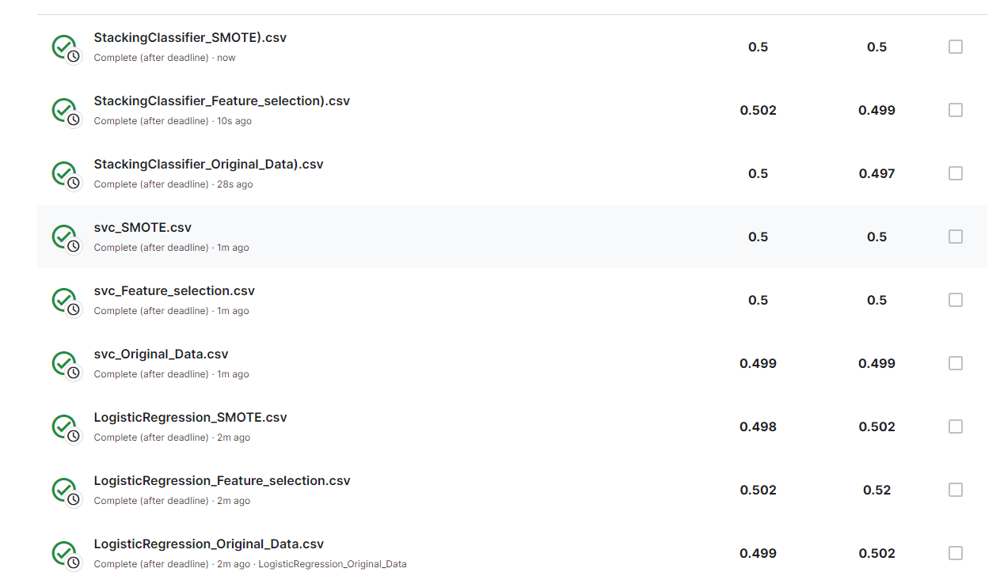 StackingClassifier_SMOTE).csv
0.5 0.5
Complete (after deadline) · now
StackingClassifier_Feature_selection).csv
0.502 0.499
Complete (after deadline) · 10s ago
StackingClassifier_Original_Data).csv
0.5 0.497
Complete (after deadline) · 28s ago
svc_SMOTE.csv
0.5 0.5
Complete (after deadline) · 1m ago
svc_Feature_selection.csv
0.5 0.5
Complete (after deadline) · 1m ago
svc_Original_Data.csv
0.499 0.499
Complete (after deadline) · 1m ago
LogisticRegression_SMOTE.csv
0.498 0.502
Complete (after deadline) · 2m ago
LogisticRegression_Feature_selection.csv
0.502 0.52
Complete (after deadline) · 2m ago
LogisticRegression_Original_Data.csv
0.499 0.502
Complete (after deadline) · 2m ago · LogisticRegression_Original_Data